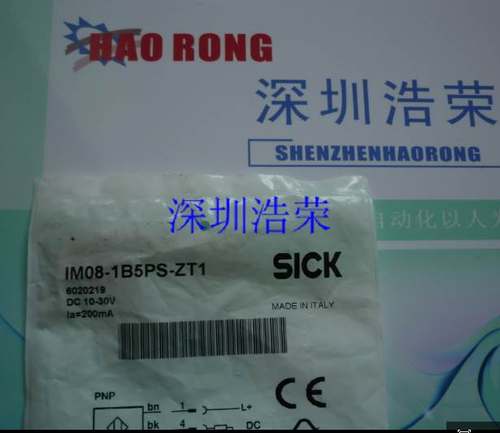 HAO RONG
深圳浩荣
SHENZHENHAORONG
深圳浩荣
自动化以人
IM08-1B5PS-ZT1
SICK
6020219
DC 10-30V
Ia=200mA
MADE IN ITALY
PNP
CE
bn 1 L+
bk 4 DC